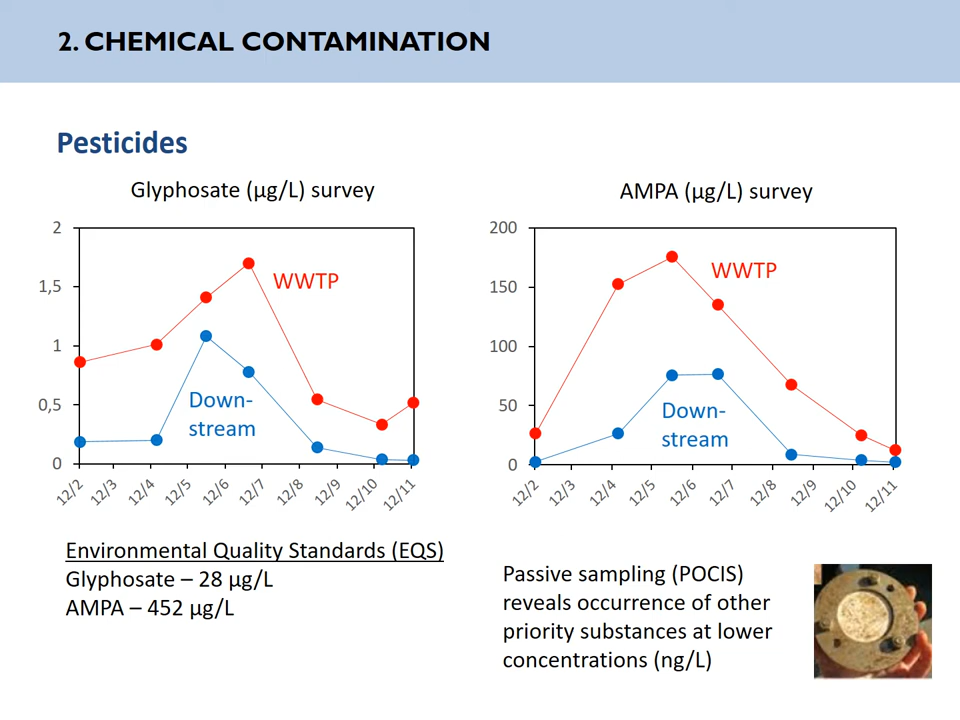 2. CHEMICAL CONTAMINATION
Pesticides
Glyphosate (µg/L) survey
2
1,5
1
0,5
0
WWTP
Down-
stream
12/2
12/3
12/4
12/5
12/6
12/7
12/8
12/9
12/10
12/11
AMPA (µg/L) survey
200
150
100
50
0
WWTP
Down-
stream
12/2
12/3
12/4
12/5
12/6
12/7
12/8
12/9
12/10
12/11
Environmental Quality Standards (EQS)
Glyphosate – 28 µg/L
AMPA – 452 µg/L
Passive sampling (POCIS)
reveals occurrence of other
priority substances at lower
concentrations (ng/L)